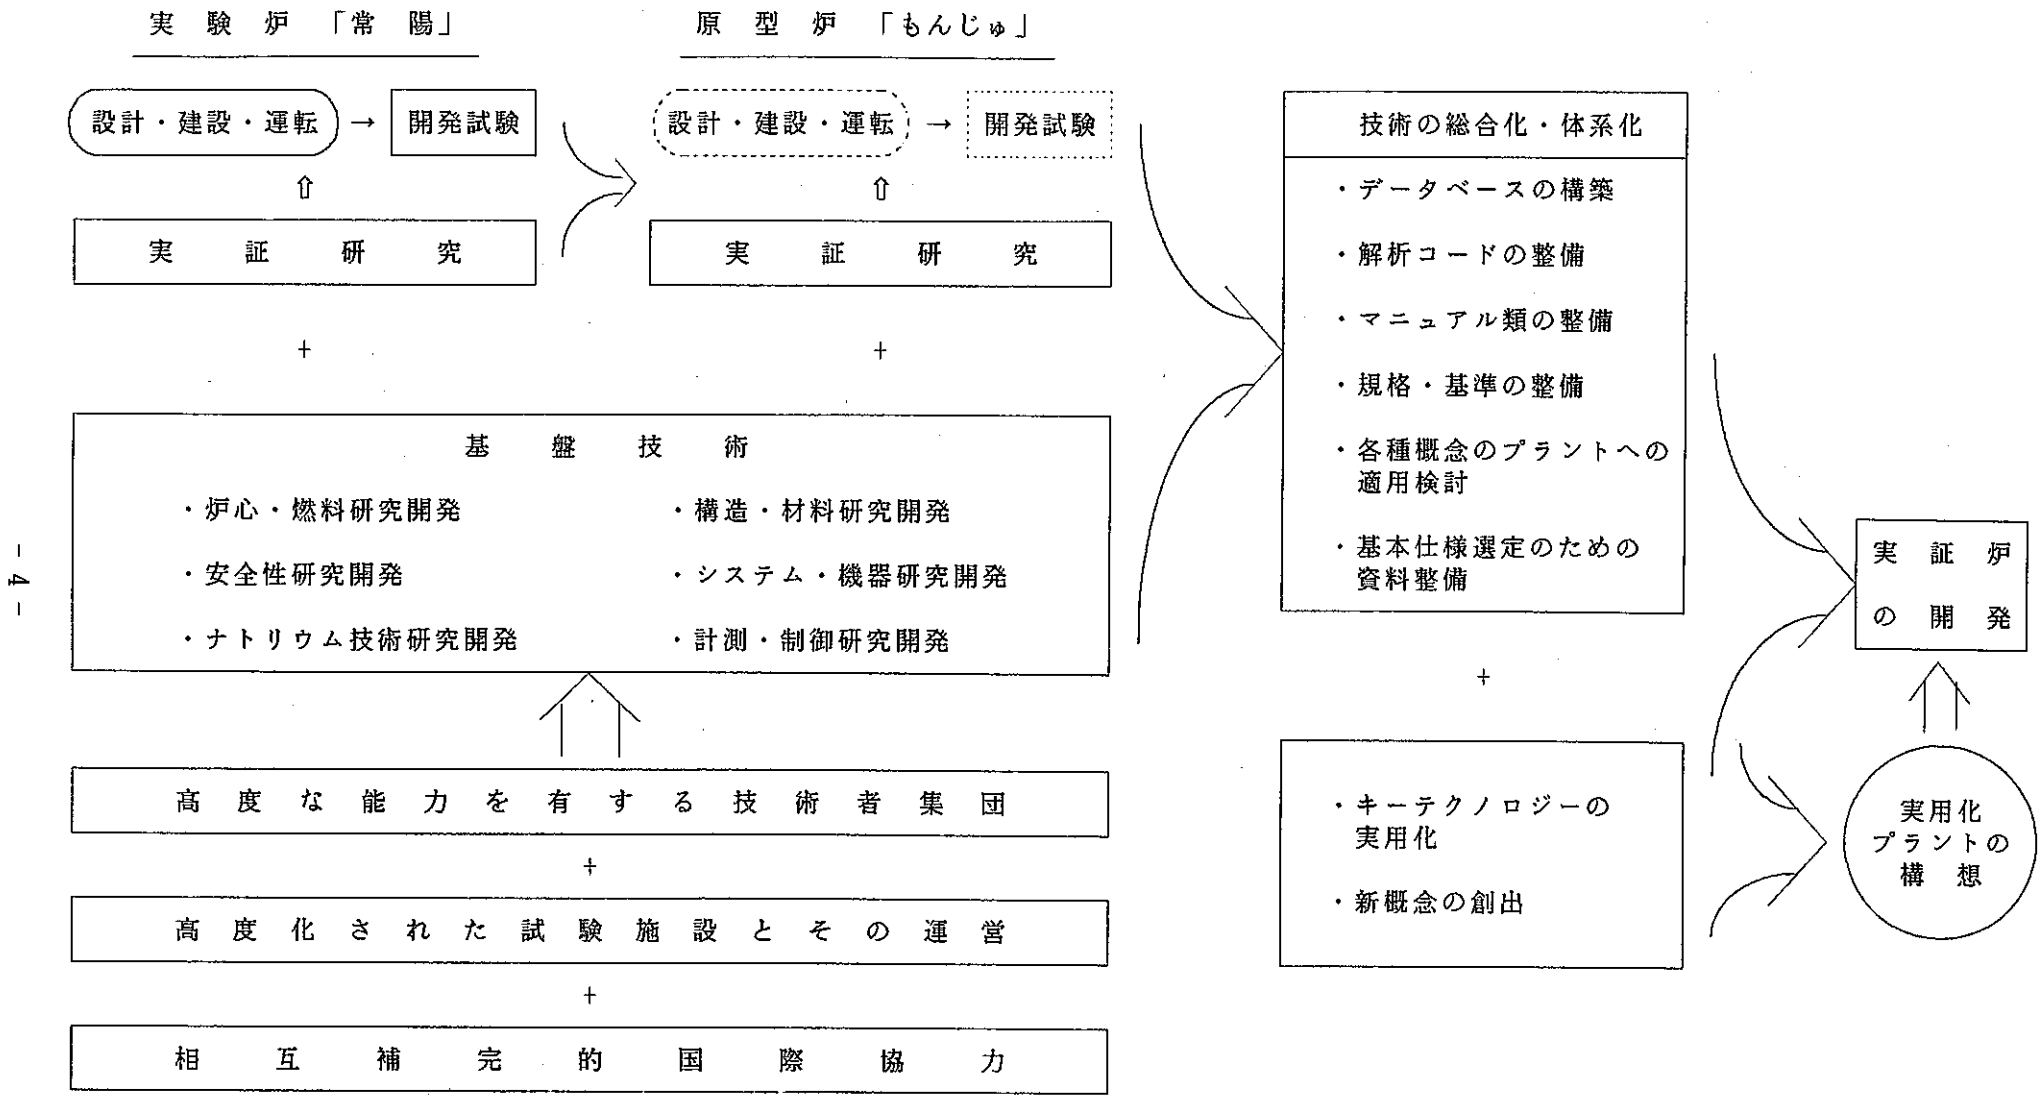 実験炉「常陽」
設計・建設・運転 → 開発試験
⇧
実証研究
+
原型炉「もんじゅ」
設計・建設・運転 → 開発試験
⇧
実証研究
+
基盤技術
・炉心・燃料研究開発
・安全性研究開発
・ナトリウム技術研究開発
・構造・材料研究開発
・システム・機器研究開発
・計測・制御研究開発
高度な能力を有する技術者集団
+
高度化された試験施設とその運営
+
相互補完的国際協力
技術の総合化・体系化
・データベースの構築
・解析コードの整備
・マニュアル類の整備
・規格・基準の整備
・各種概念のプラントへの
適用検討
・基本仕様選定のための
資料整備
+
・キーテクノロジーの
実用化
・新概念の創出
実証炉
の開発
実用化
プラントの
構想
- 4 -